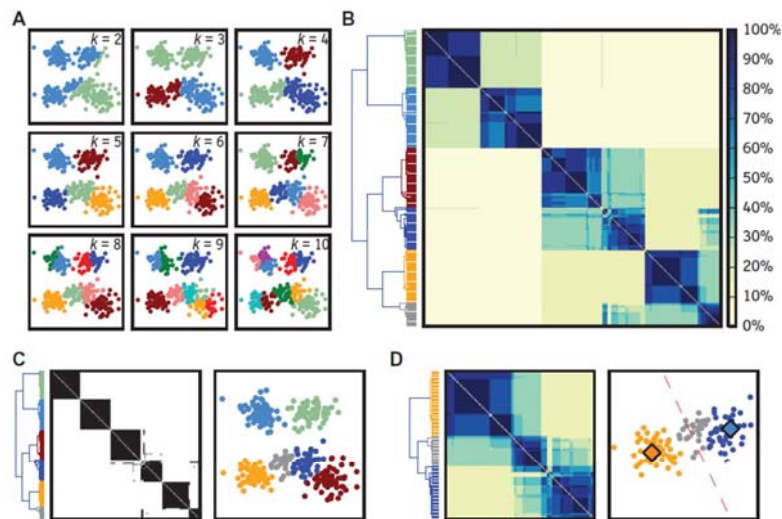 A
k = 2
k = 3
k = 4
k = 5
k = 6
k = 7
k = 8
k = 9
k = 10
B
100%
90%
80%
70%
60%
50%
40%
30%
20%
10%
0%
C
D